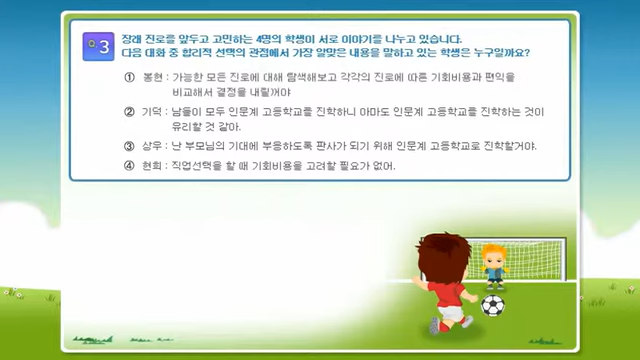 Q 3
장래 진로를 앞두고 고민하는 4명의 학생이 서로 이야기를 나누고 있습니다.
다음 대화 중 합리적 선택의 관점에서 가장 알맞은 내용을 말하고 있는 학생은 누구일까요?
① 봉현 : 가능한 모든 진로에 대해 탐색해보고 각각의 진로에 따른 기회비용과 편익을
비교해서 결정을 내릴꺼야
② 기덕 : 남들이 모두 인문계 고등학교를 진학하니 아마도 인문계 고등학교를 진학하는 것이
유리할 것 같아.
③ 상우 : 난 부모님의 기대에 부응하도록 판사가 되기 위해 인문계 고등학교로 진학할거야.
④ 현희 : 직업선택을 할 때 기회비용을 고려할 필요가 없어.